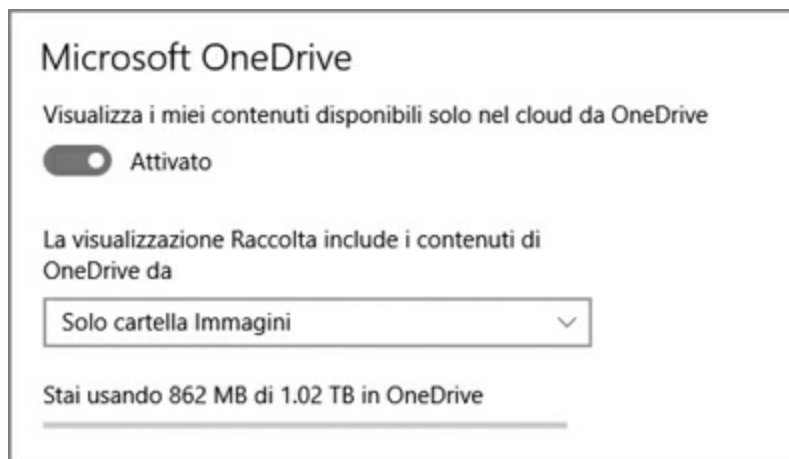 Microsoft OneDrive
Visualizza i miei contenuti disponibili solo nel cloud da OneDrive
Attivato
La visualizzazione Raccolta include i contenuti di
OneDrive da
Solo cartella Immagini
Stai usando 862 MB di 1.02 TB in OneDrive